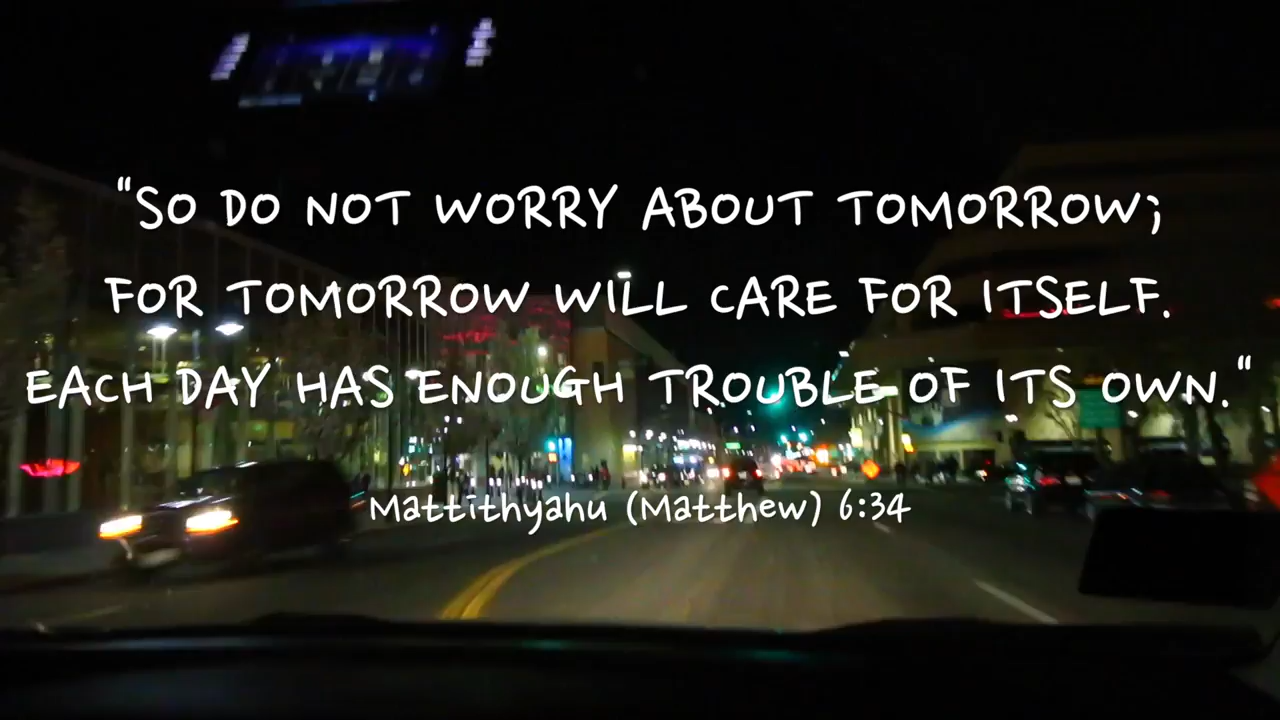 "SO DO NOT WORRY ABOUT TOMORROW;
FOR TOMORROW WILL CARE FOR ITSELF.
EACH DAY HAS ENOUGH TROUBLE OF ITS OWN."
Mattithyahu (Matthew) 6:34